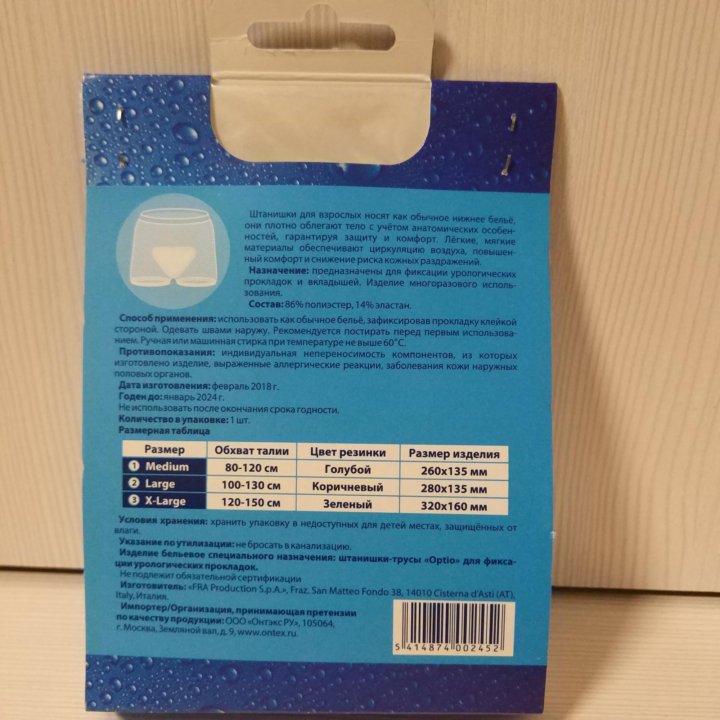 Штанишки для взрослых носят как обычное нижнее бельё,
они плотно облегают тело с учётом анатомических особен-
ностей, гарантируя защиту и комфорт. Лёгкие, мягкие
материалы обеспечивают циркуляцию воздуха, повышен-
ный комфорт и снижение риска кожных раздражений.
Назначение: предназначены для фиксации урологических
прокладок и вкладышей. Изделие многоразового исполь-
зования.
Состав: 86% полиэстер, 14% эластан.
Способ применения: использовать как обычное бельё, зафиксировав прокладку клейкой
стороной. Одевать швами наружу. Рекомендуется постирать перед первым использова-
нием. Ручная или машинная стирка при температуре не выше 60°С.
Противопоказания: индивидуальная непереносимость компонентов, из которых
изготовлено изделие, выраженные аллергические реакции, заболевания кожи наружных
половых органов.
Дата изготовления: февраль 2018 г.
Годен до: январь 2024 г.
Не использовать после окончания срока годности.
Количество в упаковке: 1 шт.
Размерная таблица
Размер Обхват талии Цвет резинки Размер изделия
1 Medium 80-120 см Голубой 260x135 мм
2 Large 100-130 см Коричневый 280x135 мм
3 X-Large 120-150 см Зеленый 320x160 мм
Условия хранения: хранить упаковку в недоступных для детей местах, защищённых от
влаги.
Указание по утилизации: не бросать в канализацию.
Изделие бельевое специального назначения: штанишки-трусы «Optio» для фикса-
ции урологических прокладок.
Не подлежит обязательной сертификации
Изготовитель: «FRA Production S.p.A.», Fraz. San Matteo Fondo 38, 14010 Cisterna d'Asti (AT),
Italy, Италия.
Импортер/Организация, принимающая претензии
по качеству продукции: ООО «Онтэкс РУ», 105064,
г. Москва, Земляной вал, д. 9, www.ontex.ru.
5 414874 002452